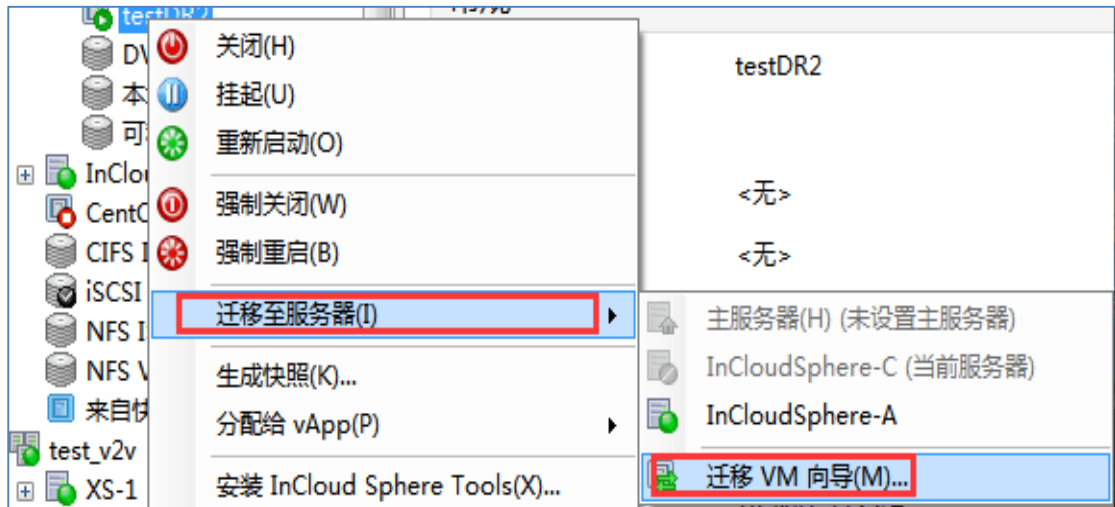 testDR2
关闭(H)
挂起(U)
重新启动(O)
强制关闭(W)
强制重启(B)
迁移至服务器(I)
生成快照(K)...
分配给 vApp(P)
安装 InCloud Sphere Tools(X)...
本
可
InClou
CIFS I
iSCSI
NFS I
NFS V
来自快
test_v2v
XS-1
testDR2
<无>
<无>
主服务器(H) (未设置主服务器)
InCloudSphere-C (当前服务器)
InCloudSphere-A
迁移 VM 向导(M)...